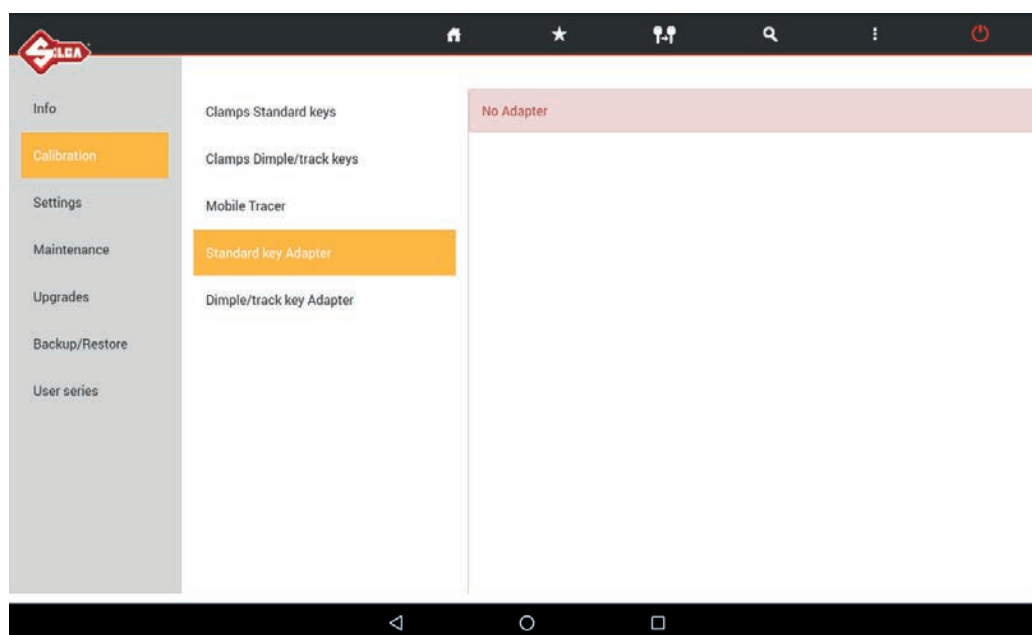 SILCA
Info
Calibration
Settings
Maintenance
Upgrades
Backup/Restore
User series
Clamps Standard keys
Clamps Dimple/track keys
Mobile Tracer
Standard key Adapter
Dimple/track key Adapter
No Adapter